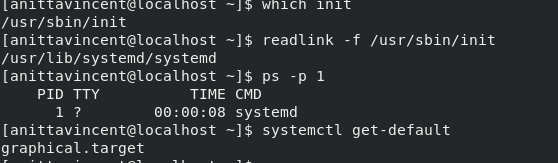 [anittavincent@localhost ~]$ which init
/usr/sbin/init
[anittavincent@localhost ~]$ readlink -f /usr/sbin/init
/usr/lib/systemd/systemd
[anittavincent@localhost ~]$ ps -p 1
    PID TTY          TIME CMD
      1 ?        00:00:08 systemd
[anittavincent@localhost ~]$ systemctl get-default
graphical.target